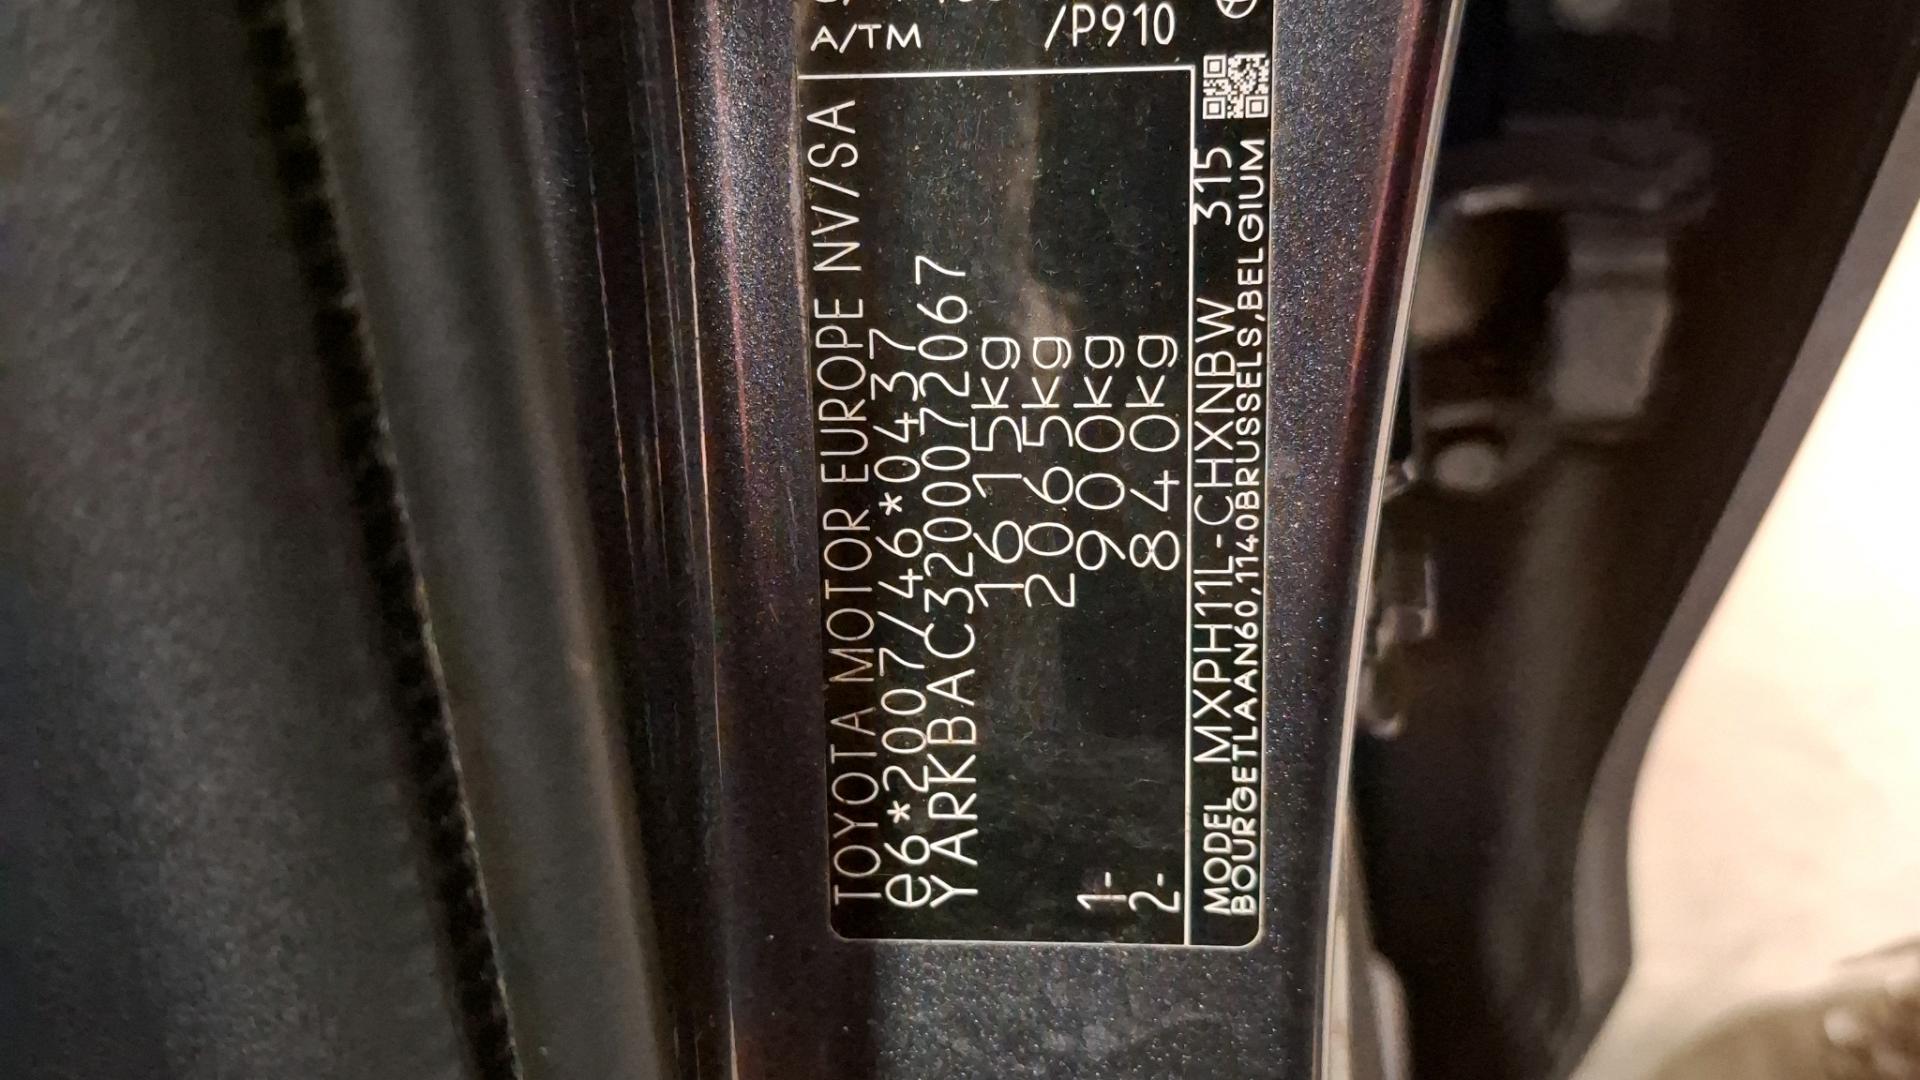 TOYOTA MOTOR EUROPE NV/SA
e6*2007/46*0437
YARKBAC3200072067
1615kg
2065kg
1- 900kg
2- 840kg
MODEL MXPH11L-CHXNBW 315
BOURGETLAAN60,1140BRUSSELS,BELGIUM
A/TM /P910